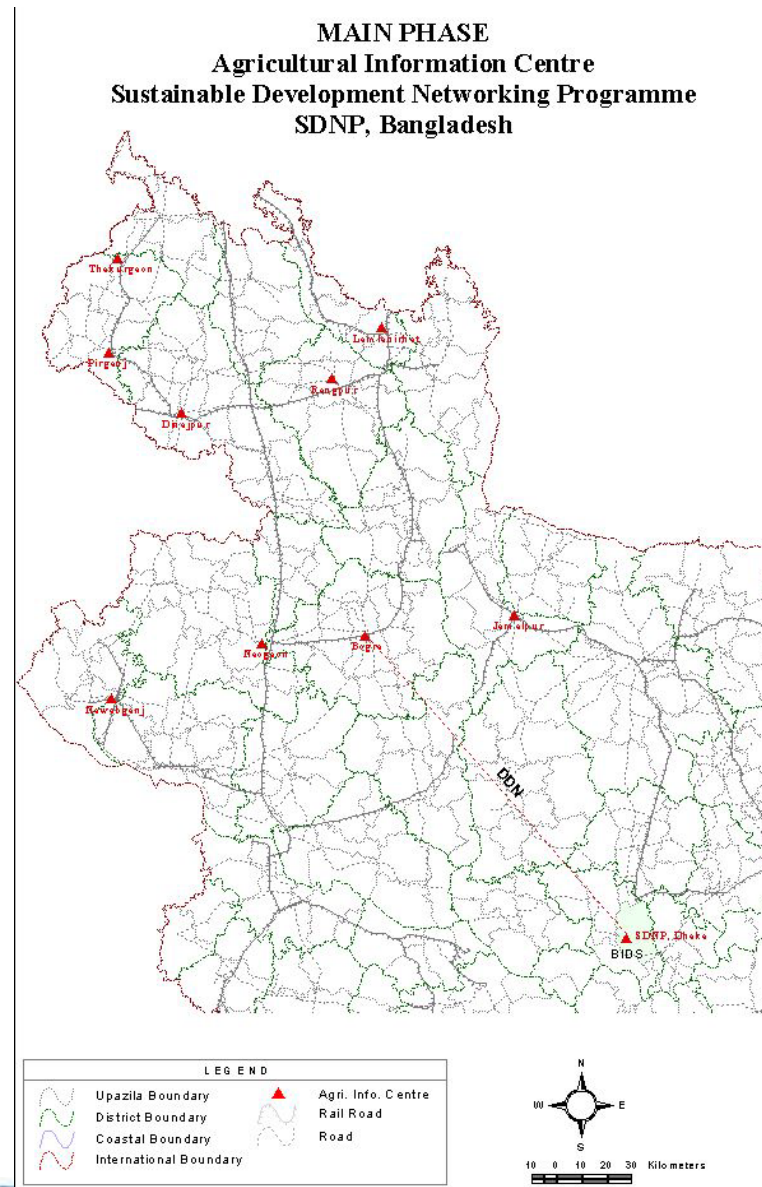 MAIN PHASE
Agricultural Information Centre
Sustainable Development Networking Programme
SDNP, Bangladesh
Thakurgaon
Lalmonirhat
Pirganj
Rangpur
Dinajpur
Jamalpur
Naogaon
Bogra
Nawabganj
DDN
SDNP, Dhaka
BIDS
LEGEND
Upazila Boundary
District Boundary
Coastal Boundary
International Boundary
Agri. Info. Centre
Rail Road
Road
N
W E
S
10 0 10 20 30 Kilometers